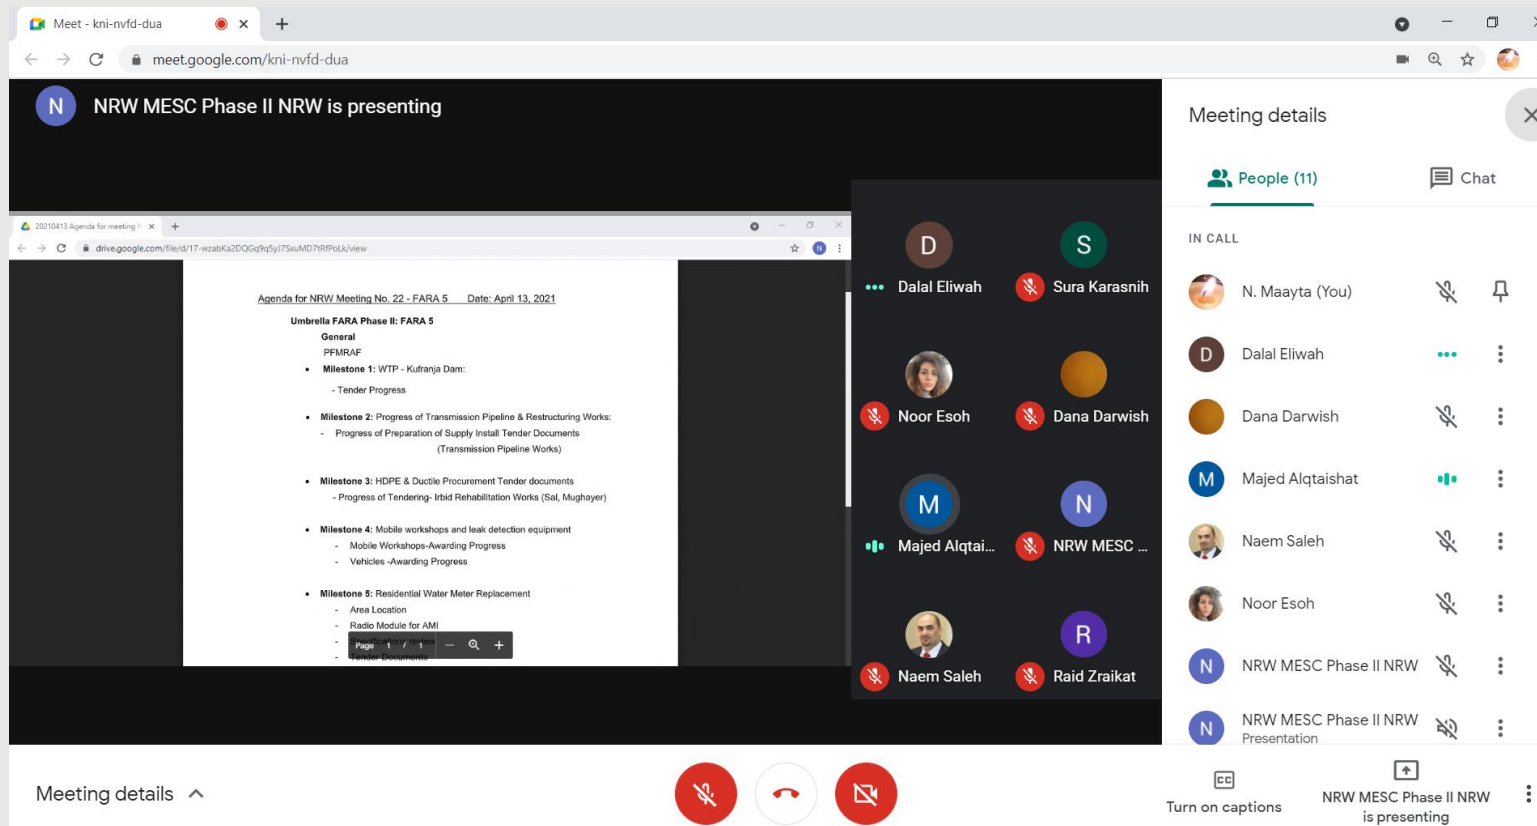 Meet - kni-nvfd-dua
meet.google.com/kni-nvfd-dua
N NRW MESC Phase II NRW is presenting
20210413 Agenda for meeting
drive.google.com/file/d/17-wzabKa2DQGq9q5yJ7SxuMD7tRfPoLk/view
N
Agenda for NRW Meeting No. 22 - FARA 5 Date: April 13, 2021
Umbrella FARA Phase II: FARA 5
General
PFMRAF
• Milestone 1: WTP - Kufranja Dam:
- Tender Progress
• Milestone 2: Progress of Transmission Pipeline & Restructuring Works:
- Progress of Preparation of Supply Install Tender Documents
(Transmission Pipeline Works)
• Milestone 3: HDPE & Ductile Procurement Tender documents
- Progress of Tendering- Irbid Rehabilitation Works (Sal, Mughayer)
• Milestone 4: Mobile workshops and leak detection equipment
- Mobile Workshops-Awarding Progress
- Vehicles -Awarding Progress
• Milestone 5: Residential Water Meter Replacement
- Area Location
- Radio Module for AMI
- Specifications review
- Tender Documents
Page 1 / 1
D
Dalal Eliwah
S
Sura Karasnih
Noor Esoh
Dana Darwish
M
Majed Alqtai...
N
NRW MESC ...
Naem Saleh
R
Raid Zraikat
Meeting details
People (11)
Chat
IN CALL
N. Maayta (You)
D Dalal Eliwah
Dana Darwish
M Majed Alqtaishat
Naem Saleh
Noor Esoh
N NRW MESC Phase II NRW
N NRW MESC Phase II NRW
Presentation
Meeting details
CC
Turn on captions
NRW MESC Phase II NRW
is presenting